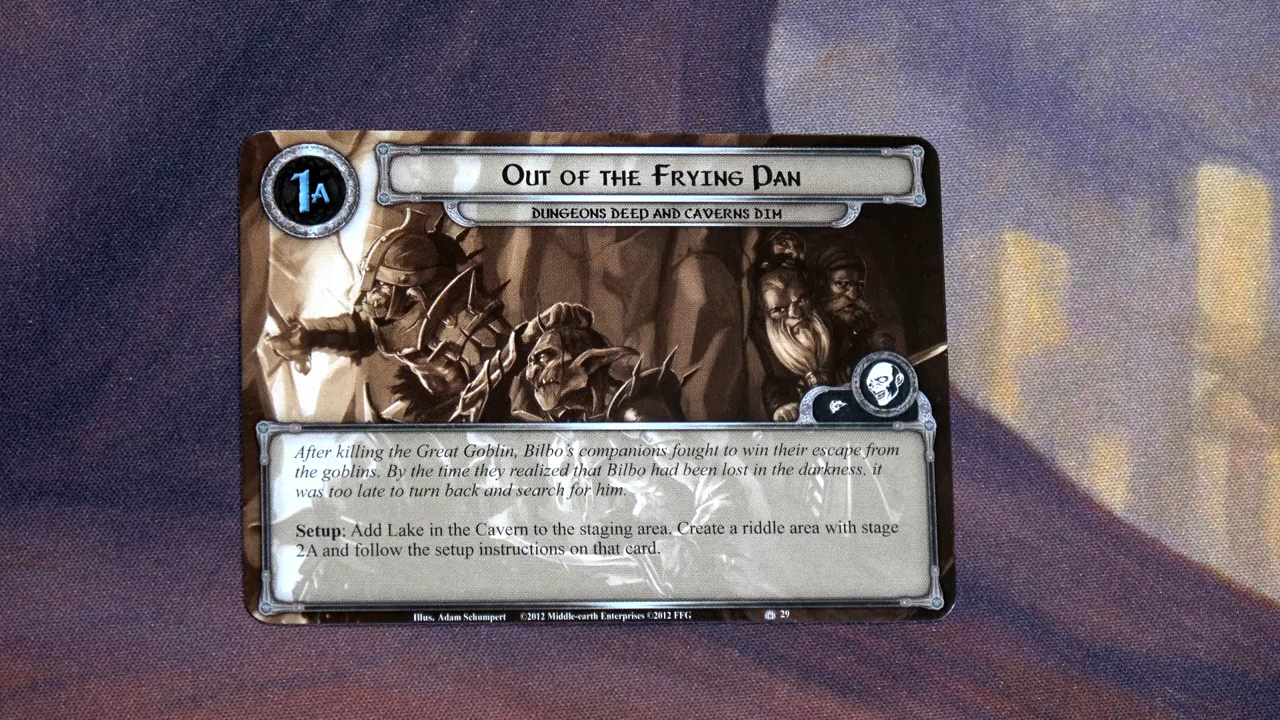 1A
Out of the Frying Pan
Dungeons Deep and Caverns Dim
After killing the Great Goblin, Bilbo's companions fought to win their escape from
the goblins. By the time they realized that Bilbo had been lost in the darkness, it
was too late to turn back and search for him.
Setup: Add Lake in the Cavern to the staging area. Create a riddle area with stage
2A and follow the setup instructions on that card.
Illus. Adam Schumpert ©2012 Middle-earth Enterprises ©2012 FFG 29